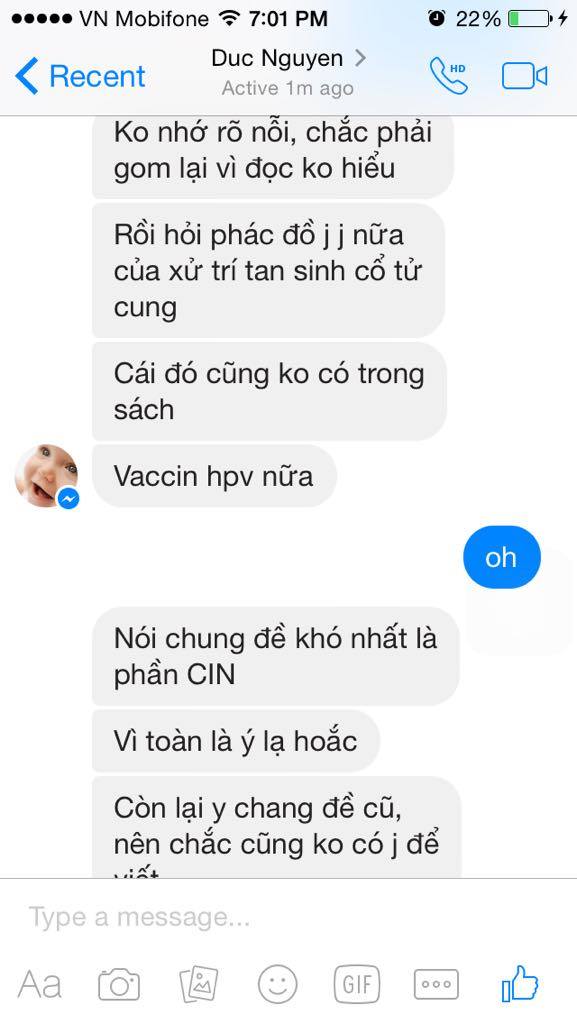 VN Mobifone 7:01 PM 22%
Recent
Duc Nguyen
Active 1m ago
HD
Ko nhớ rõ nỗi, chắc phải
gom lại vì đọc ko hiểu
Rồi hỏi phác đồ j j nữa
của xử trí tan sinh cổ tử
cung
Cái đó cũng ko có trong
sách
Vaccin hpv nữa
oh
Nói chung đề khó nhất là
phần CIN
Vì toàn là ý lạ hoắc
Còn lại y chang đề cũ,
nên chắc cũng ko có j để
viết
Type a message...
Aa
GIF